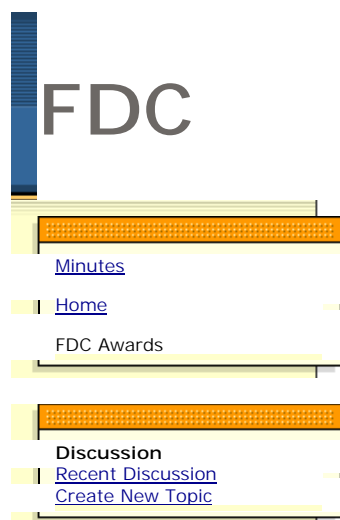 FDC
Minutes
Home
FDC Awards
Discussion
Recent Discussion
Create New Topic